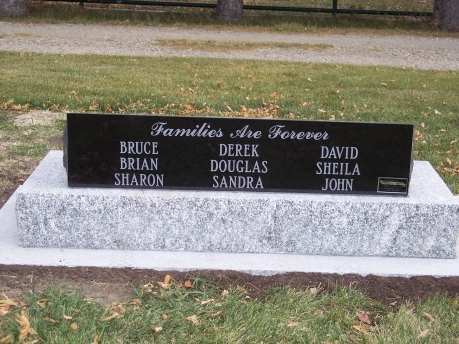 Families Are Forever
BRUCE DEREK DAVID
BRIAN DOUGLAS SHEILA
SHARON SANDRA JOHN